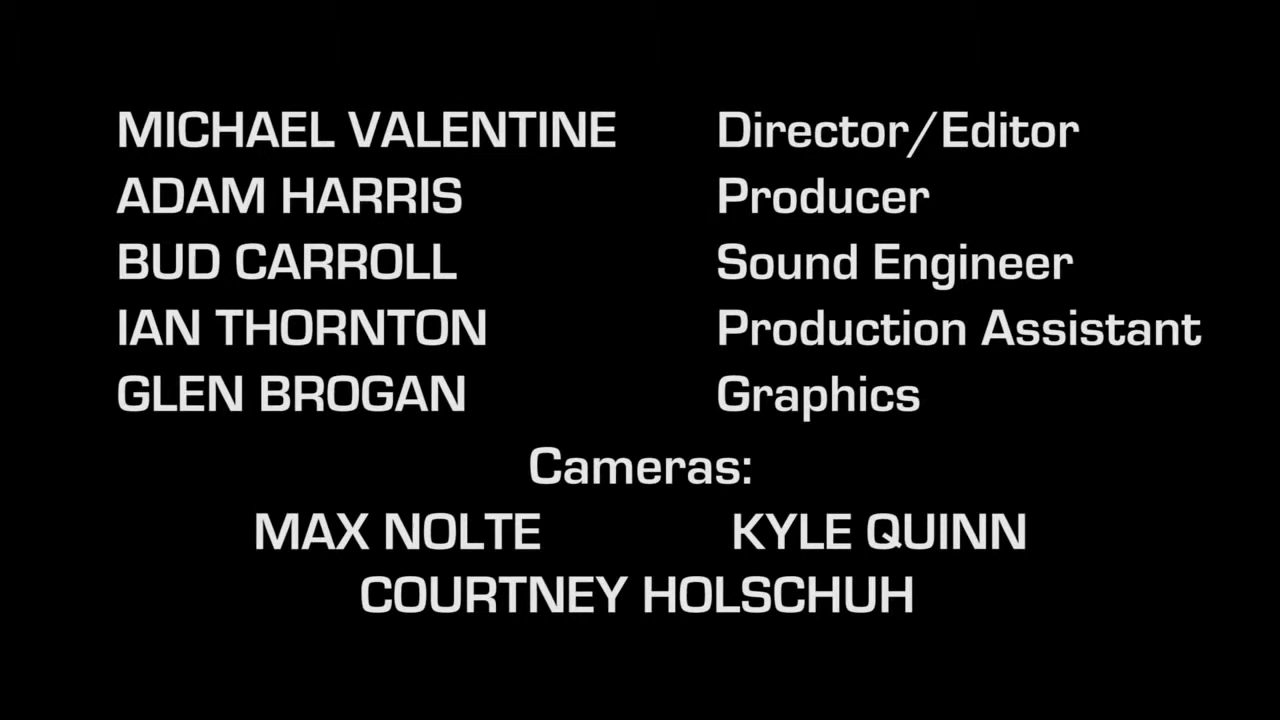 MICHAEL VALENTINE Director/Editor
ADAM HARRIS Producer
BUD CARROLL Sound Engineer
IAN THORNTON Production Assistant
GLEN BROGAN Graphics
Cameras:
MAX NOLTE KYLE QUINN
COURTNEY HOLSCHUH